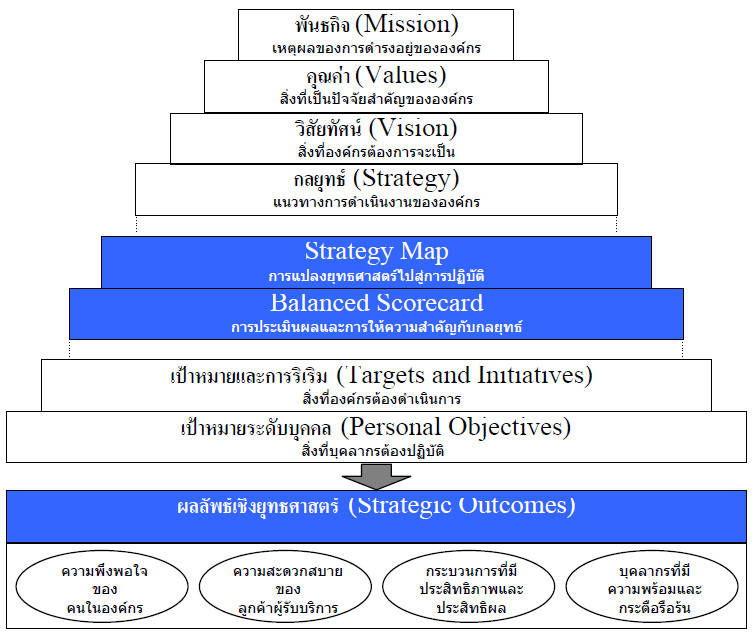 พันธกิจ (Mission)
เหตุผลของการดำรงอยู่ขององค์กร
คุณค่า (Values)
สิ่งที่เป็นปัจจัยสำคัญขององค์กร
วิสัยทัศน์ (Vision)
สิ่งที่องค์กรต้องการจะเป็น
กลยุทธ์ (Strategy)
แนวทางการดำเนินงานขององค์กร
Strategy Map
การแปลงยุทธศาสตร์ไปสู่การปฏิบัติ
Balanced Scorecard
การประเมินผลและการให้ความสำคัญกับกลยุทธ์
เป้าหมายและการริเริ่ม (Targets and Initiatives)
สิ่งที่องค์กรต้องดำเนินการ
เป้าหมายระดับบุคคล (Personal Objectives)
สิ่งที่บุคลากรต้องปฏิบัติ
ผลลัพธ์เชิงยุทธศาสตร์ (Strategic Outcomes)
ความพึงพอใจ
ของ
คนในองค์กร
ความสะดวกสบาย
ของ
ลูกค้าผู้รับบริการ
กระบวนการที่มี
ประสิทธิภาพและ
ประสิทธิผล
บุคลากรที่มี
ความพร้อมและ
กระตือรือร้น